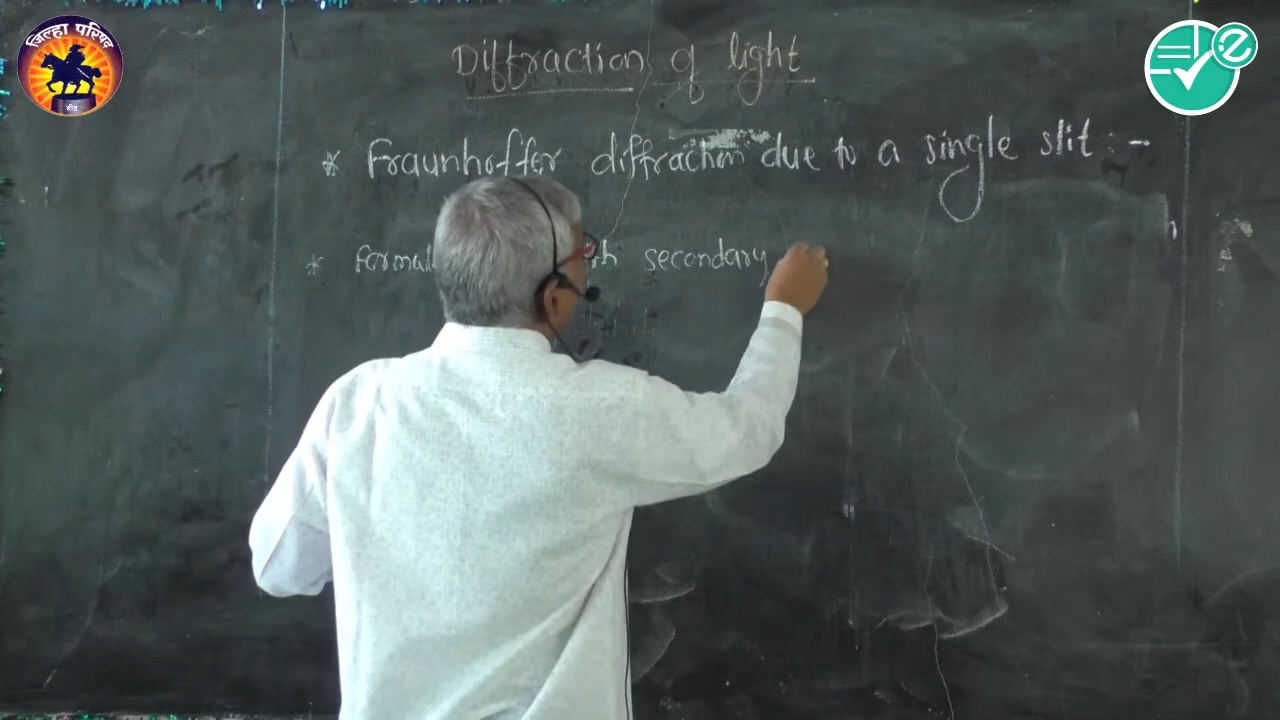 जिल्हा परिषद
बीड
Diffraction of light
* Fraunhoffer diffraction due to a single slit :-
* secondary